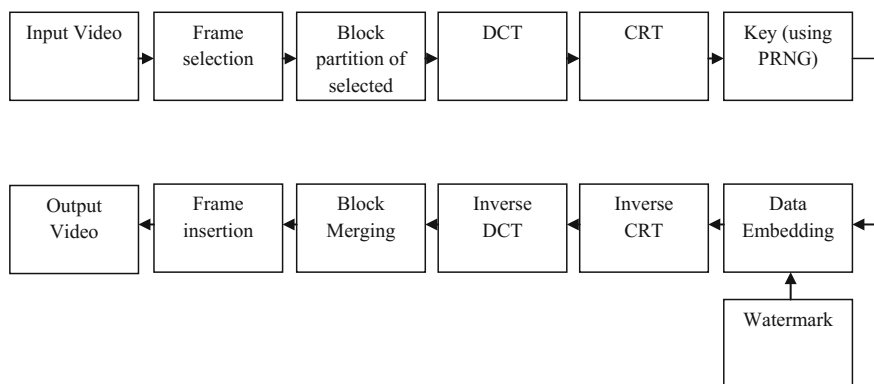 Input Video
Frame
selection
Block
partition of
selected
DCT
CRT
Key (using
PRNG)
Output
Video
Frame
insertion
Block
Merging
Inverse
DCT
Inverse
CRT
Data
Embedding
Watermark